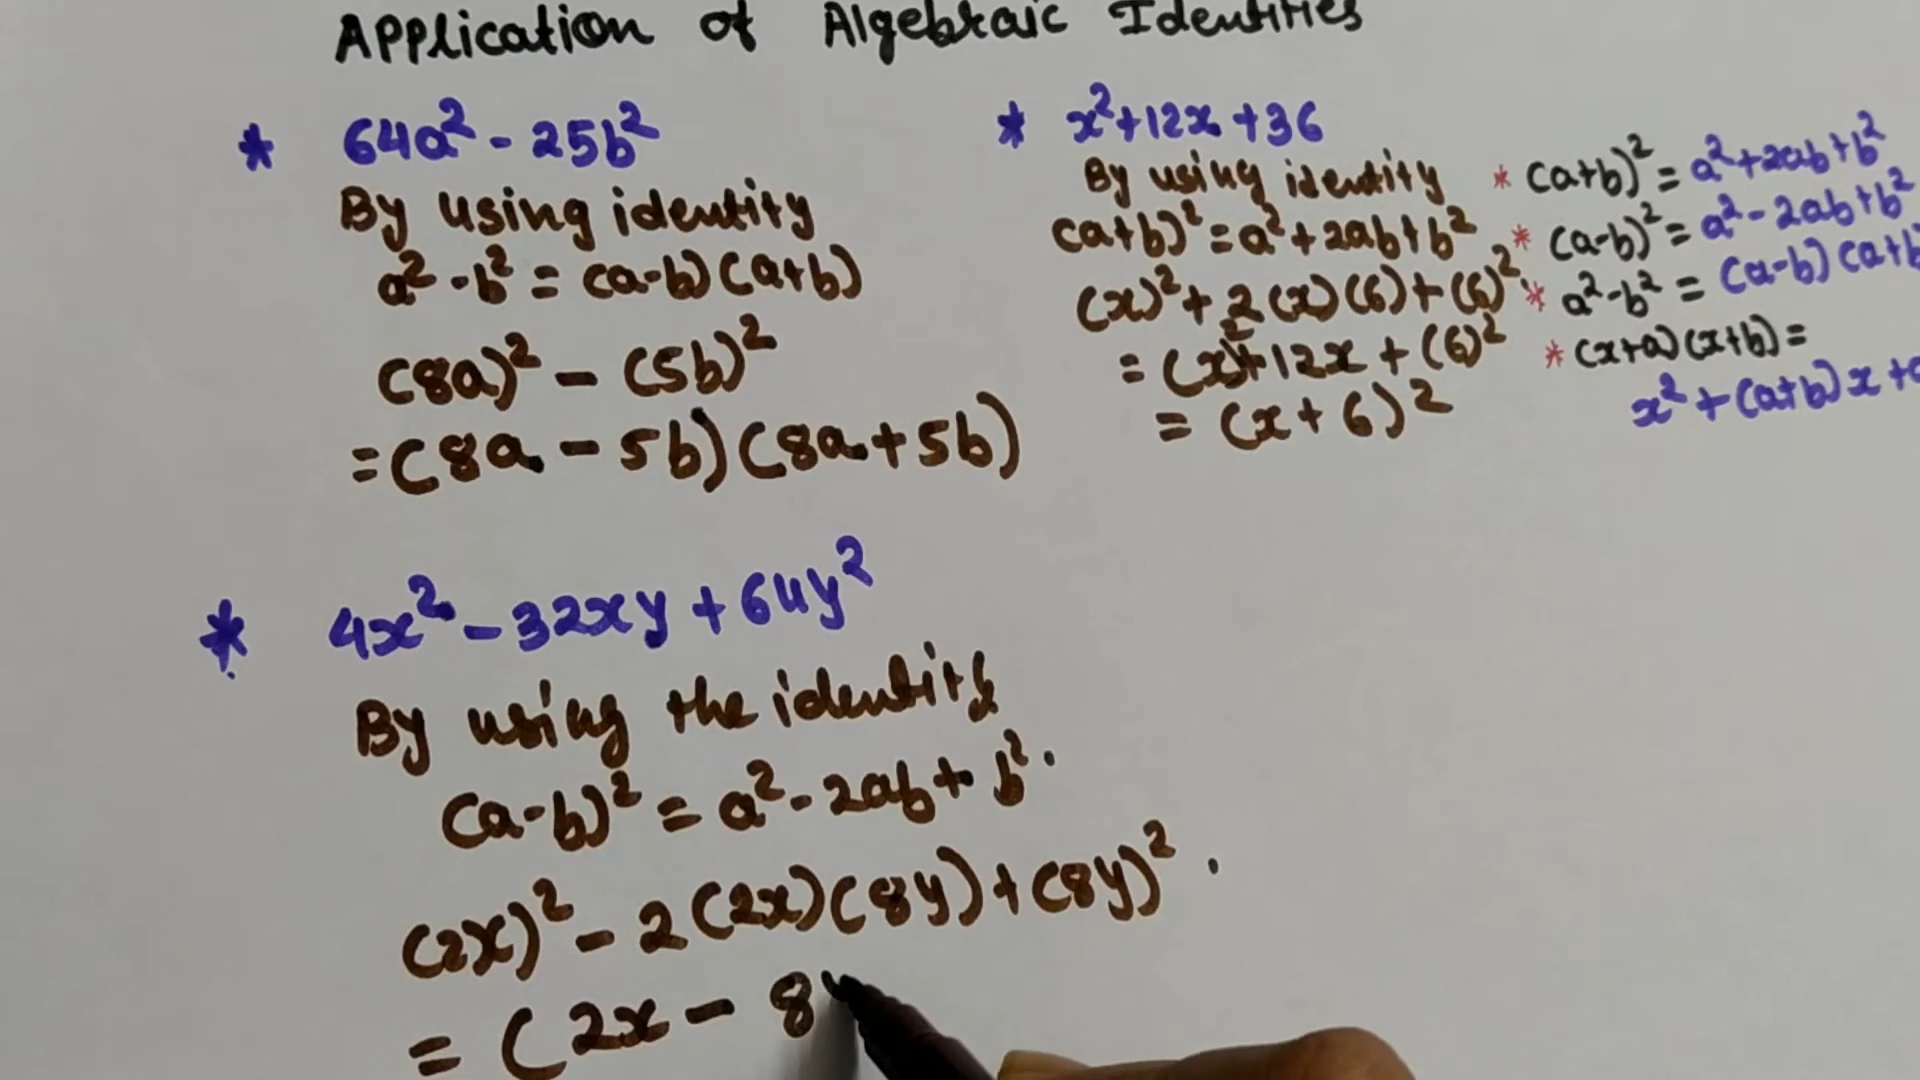 Application of Algebraic Identities
* 64a² - 25b²
By using identity
a² - b² = (a-b)(a+b)
(8a)² - (5b)²
= (8a - 5b)(8a + 5b)
* x² + 12x + 36
By using identity
(a+b)² = a² + 2ab + b²
(x)² + 2(x)(6) + (6)²
= (x)² + 12x + (6)²
= (x + 6)²
* (a+b)² = a² + 2ab + b²
* (a-b)² = a² - 2ab + b²
* a² - b² = (a-b)(a+b
* (x+a)(x+b) =
x² + (a+b)x +
* 4x² - 32xy + 64y²
By using the identity
(a-b)² = a² - 2ab + b².
(2x)² - 2(2x)(8y) + (8y)².
= (2x - 8